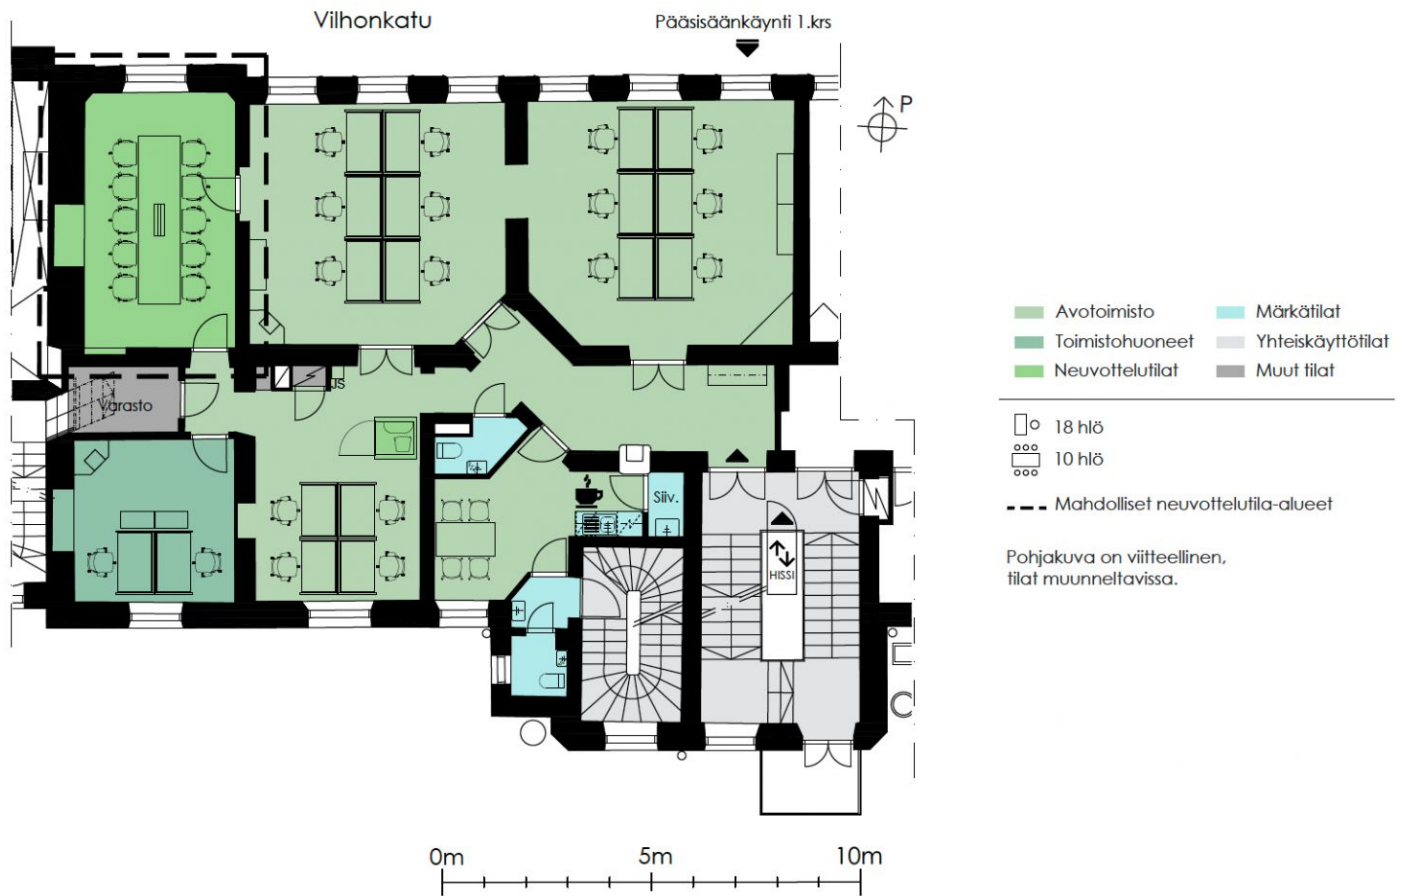 Vilhonkatu
Pääsisäänkäynti 1.krs
P
Avotoimisto
Märkätilat
Toimistohuoneet
Yhteiskäyttötilat
Neuvottelutilat
Muut tilat
JS
Varasto
18 hlö
10 hlö
Siiv.
Mahdolliset neuvottelutila-alueet
HISSI
Pohjakuva on viitteellinen,
tilat muunneltavissa.
0m
5m
10m